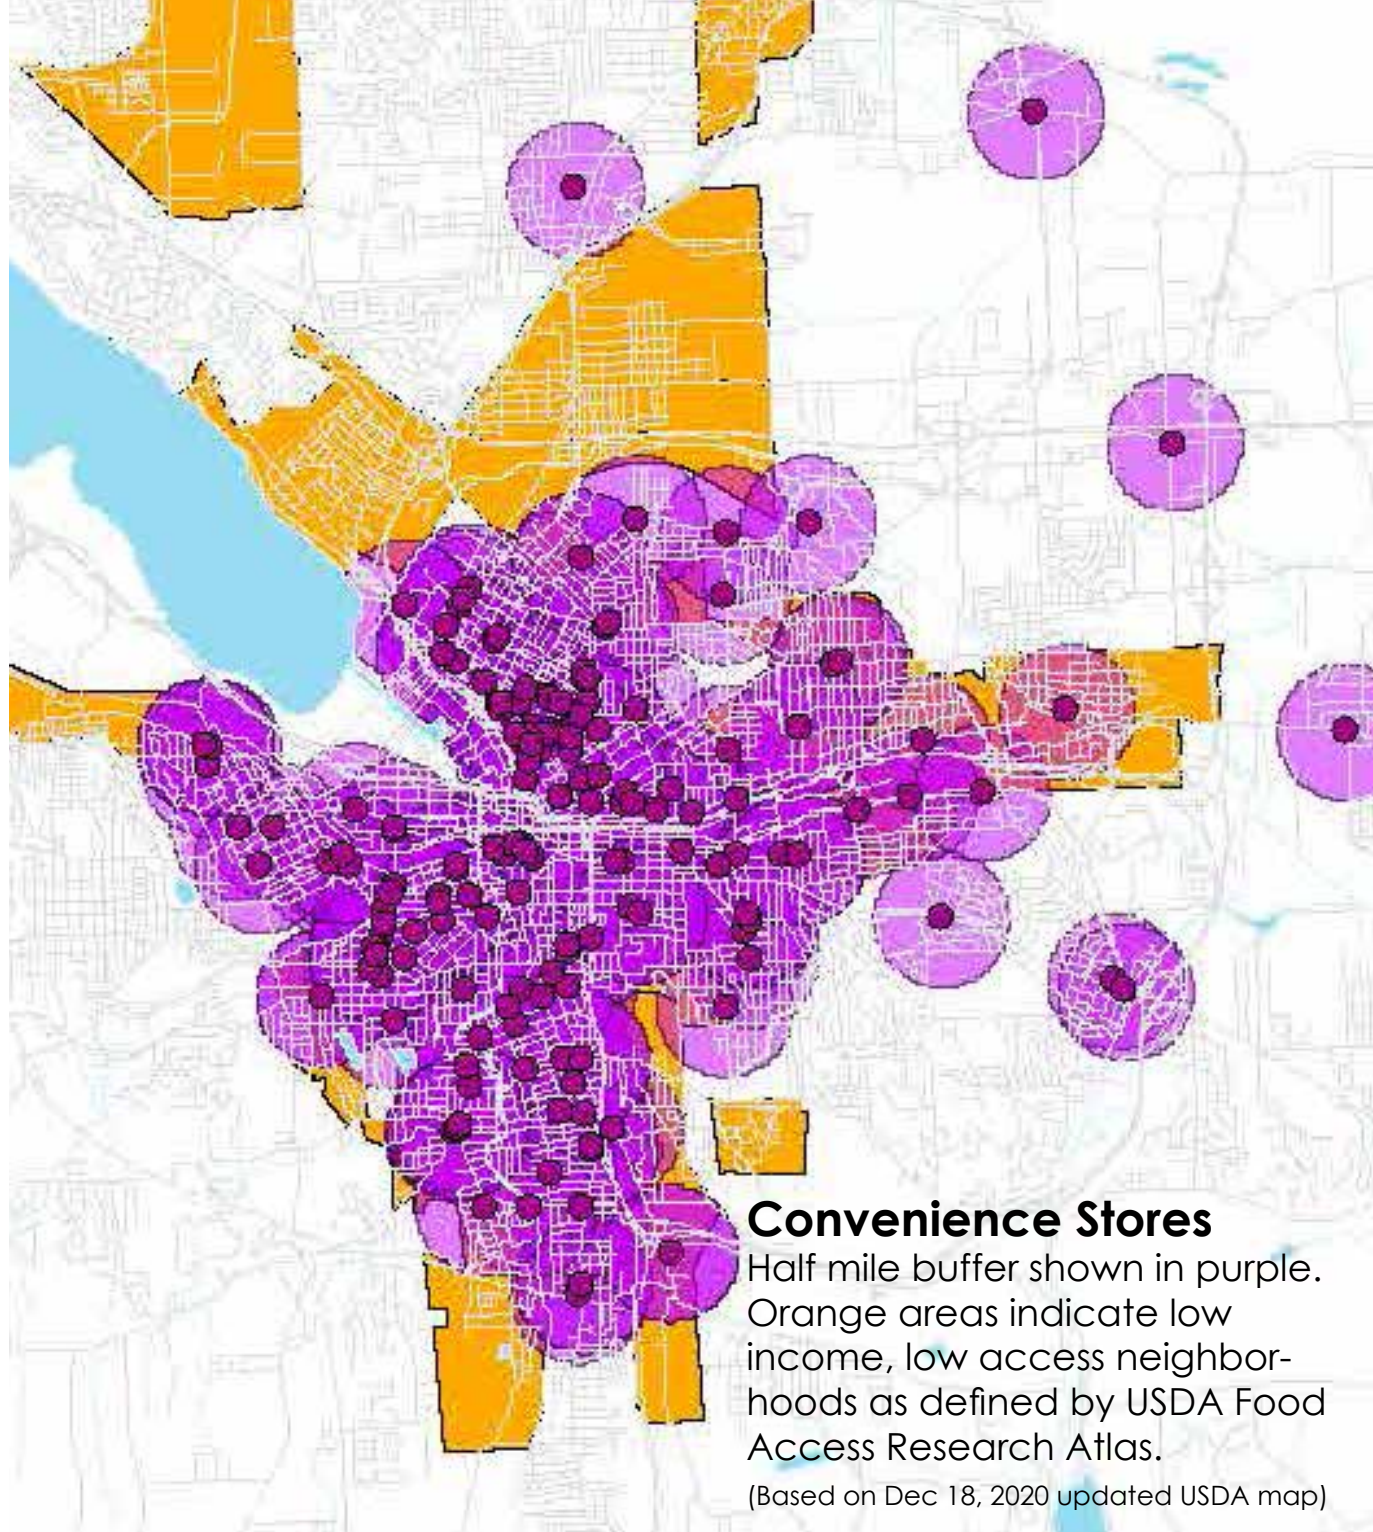 Convenience Stores
Half mile buffer shown in purple.
Orange areas indicate low
income, low access neighbor-
hoods as defined by USDA Food
Access Research Atlas.
(Based on Dec 18, 2020 updated USDA map)